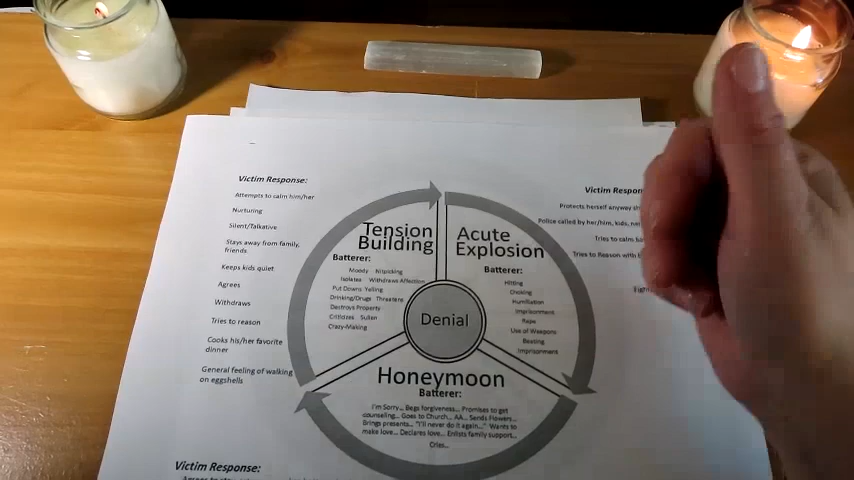 Victim Response:
Attempts to calm him/her
Nurturing
Silent/Talkative
Stays away from family,
friends
Keeps kids quiet
Agrees
Withdraws
Tries to reason
Cooks his/her favorite
dinner
General feeling of walking
on eggshells
Tension
Building
Batterer:
Moody Nitpicking
Isolates Withdraws Affection
Put Downs Yelling
Drinking/Drugs Threatens
Destroys Property
Criticizes Sullen
Crazy-Making
Acute
Explosion
Batterer:
Hitting
Choking
Humiliation
Imprisonment
Rape
Use of Weapons
Beating
Imprisonment
Denial
Victim
Protects herself anyway
Police called by her/him, kids,
Tries to calm
Tries to Reason with
Honeymoon
Batterer:
I'm Sorry... Begs forgiveness... Promises to get
counseling... Goes to Church... AA... Sends Flowers...
Brings presents... "I'll never do it again..." Wants to
make love... Declares love... Enlists family support...
Cries...
Victim Response: